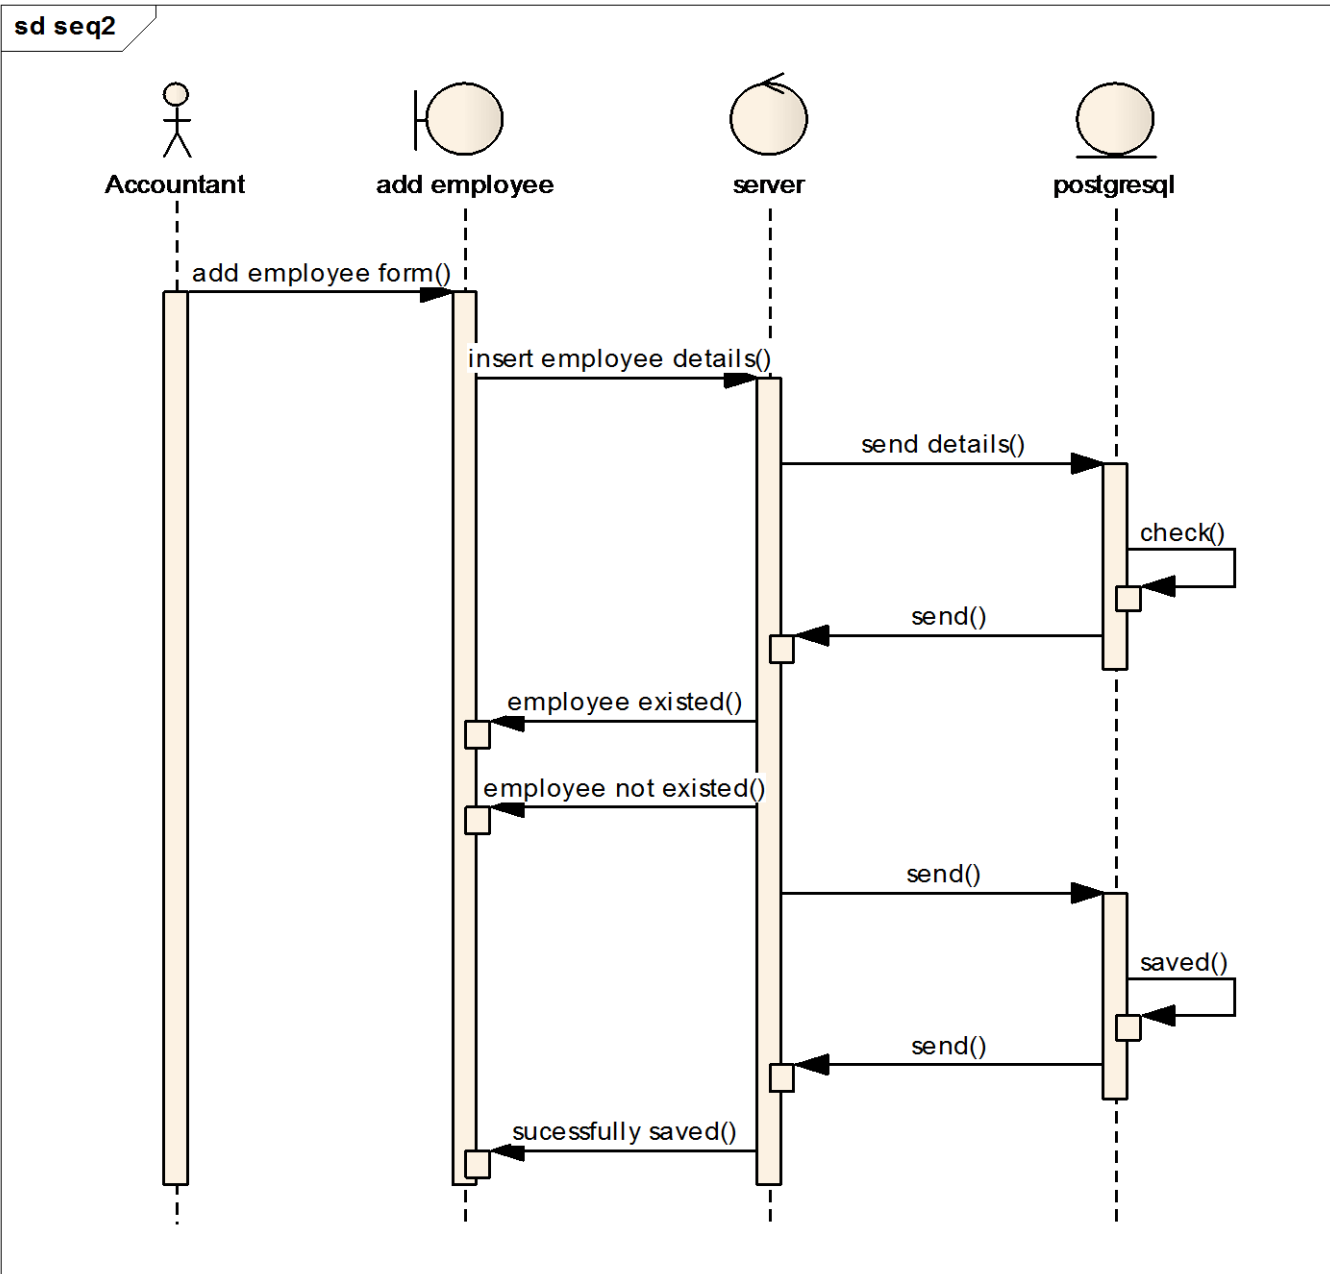 sd seq2
Accountant
add employee
server
postgresql
add employee form()
insert employee details()
send details()
check()
send()
employee existed()
employee not existed()
send()
saved()
send()
sucessfully saved()